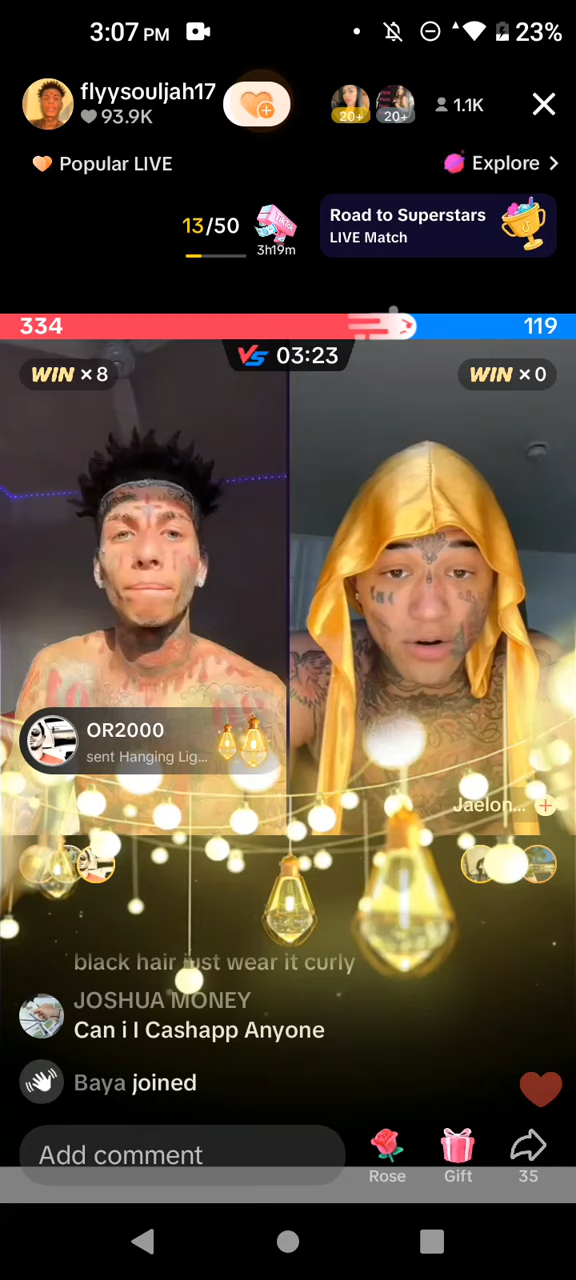 3:07 PM
23%
flyysouljah17
93.9K
20+
20+
1.1K
Popular LIVE
Explore >
13/50
3h19m
Road to Superstars
LIVE Match
334
119
VS 03:23
WIN ×8
WIN ×0
OR2000
sent Hanging Lig...
Jaelon...
black hair just wear it curly
JOSHUA MONEY
Can i I Cashapp Anyone
Baya joined
Add comment
Rose
Gift
35